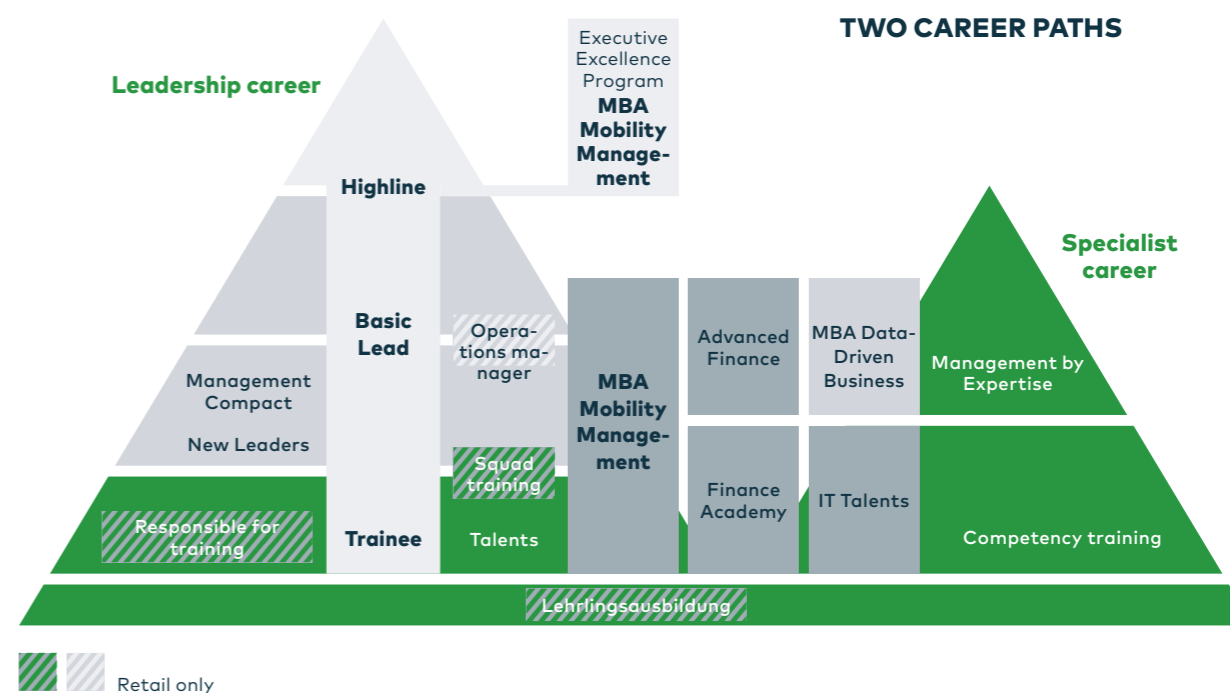 TWO CAREER PATHS
Leadership career
Executive
Excellence
Program
MBA
Mobility
Manage-
ment
Highline
Specialist
career
Basic
Lead
Opera-
tions ma-
nager
Management
Compact
New Leaders
MBA
Mobility
Manage-
ment
Advanced
Finance
MBA Data-
Driven
Business
Management by
Expertise
Squad
training
Responsible for
training
Trainee
Talents
Finance
Academy
IT Talents
Competency training
Lehrlingsausbildung
Retail only